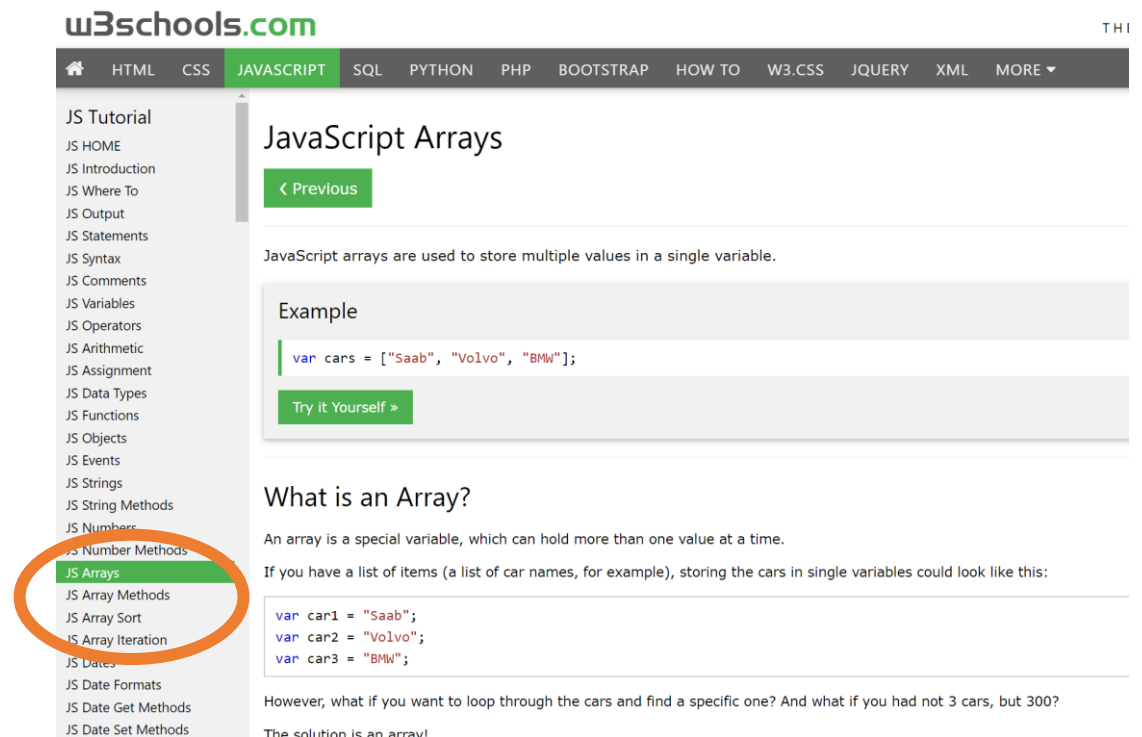 w3schools.com
THE
HTML CSS JAVASCRIPT SQL PYTHON PHP BOOTSTRAP HOW TO W3.CSS JQUERY XML MORE
JS Tutorial
JS HOME
JS Introduction
JS Where To
JS Output
JS Statements
JS Syntax
JS Comments
JS Variables
JS Operators
JS Arithmetic
JS Assignment
JS Data Types
JS Functions
JS Objects
JS Events
JS Strings
JS String Methods
JS Numbers
JS Number Methods
JS Arrays
JS Array Methods
JS Array Sort
JS Array Iteration
JS Dates
JS Date Formats
JS Date Get Methods
JS Date Set Methods
JavaScript Arrays
❮ Previous
JavaScript arrays are used to store multiple values in a single variable.
Example
var cars = ["Saab", "Volvo", "BMW"];
Try it Yourself »
What is an Array?
An array is a special variable, which can hold more than one value at a time.
If you have a list of items (a list of car names, for example), storing the cars in single variables could look like this:
var car1 = "Saab";
var car2 = "Volvo";
var car3 = "BMW";
However, what if you want to loop through the cars and find a specific one? And what if you had not 3 cars, but 300?
The solution is an array!